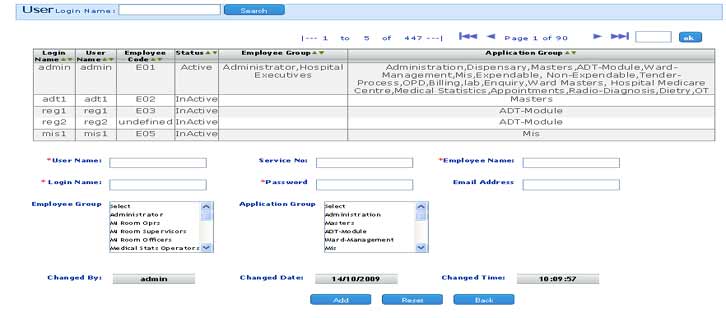 User Login Name: Search
|--- 1 to 5 of 447 ---| Page 1 of 90 ok
Login Name User Name Employee Code Status Employee Group Application Group
admin admin E01 Active Administrator,Hospital Executives Administration,Dispensary,Masters,ADT-Module,Ward-Management,Mis,Expendable, Non-Expendable,Tender-Process,OPD,Billing,lab,Enquiry,Ward Masters, Hospital Medicare Centre,Medical Statistics,Appointments,Radio-Diagnosis,Dietry,OT
adt1 adt1 E02 InActive Masters
reg1 reg1 E03 InActive ADT-Module
reg2 reg2 undefined InActive ADT-Module
mis1 mis1 E05 InActive Mis
*User Name: Service No: *Employee Name:
* Login Name: *Password Email Address
Employee Group Select Application Group Select
Administrator Administration
MI Room Oprs Masters
MI Room Supervisors ADT-Module
MI Room Officers Ward-Management
Medical Stats Operators Mis
Changed By: admin Changed Date: 14/10/2009 Changed Time: 10:09:57
Add Reset Back